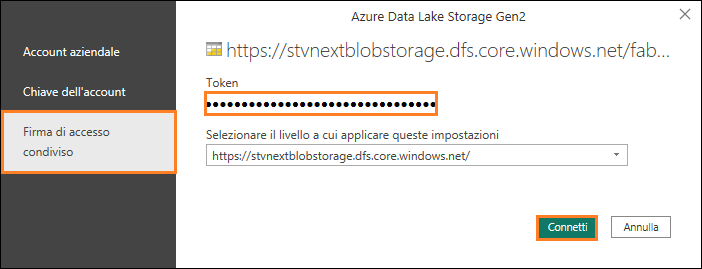 Azure Data Lake Storage Gen2
Account aziendale
Chiave dell'account
Firma di accesso
condiviso
https://stvnextblobstorage.dfs.core.windows.net/fab...
Token
Selezionare il livello a cui applicare queste impostazioni
https://stvnextblobstorage.dfs.core.windows.net/
Connetti
Annulla